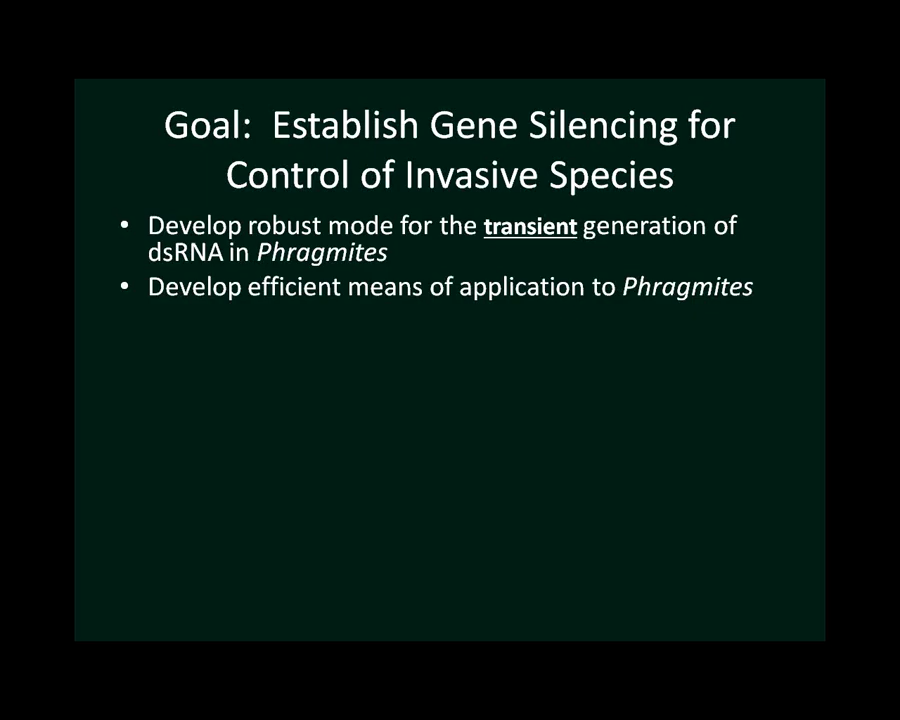 Goal:  Establish Gene Silencing for
Control of Invasive Species
• Develop robust mode for the transient generation of
dsRNA in Phragmites
• Develop efficient means of application to Phragmites